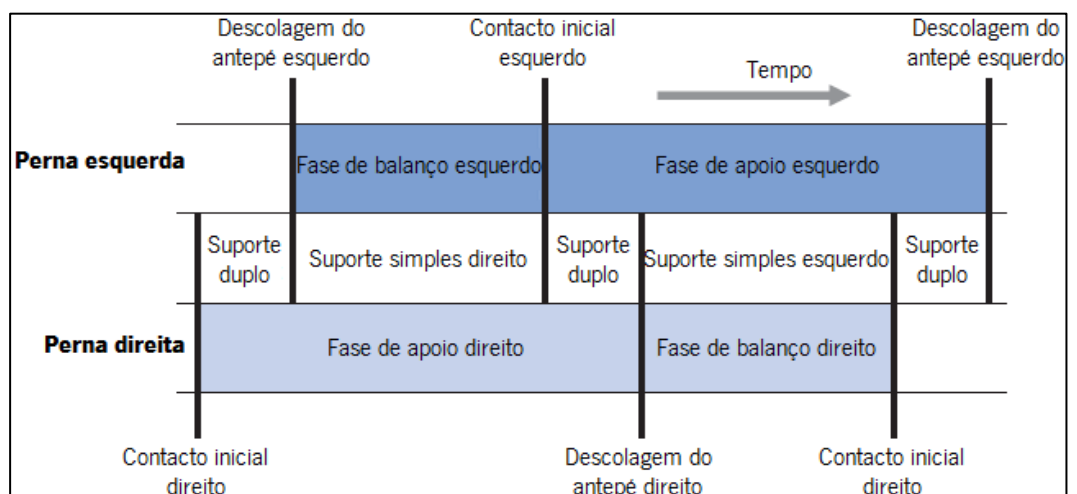 Descolagem do
antepé esquerdo
Contacto inicial
esquerdo
Descolagem do
antepé esquerdo
Tempo
Perna esquerda
Fase de balanço esquerdo
Fase de apoio esquerdo
Suporte
duplo
Suporte simples direito
Suporte
duplo
Suporte simples esquerdo
Suporte
duplo
Perna direita
Fase de apoio direito
Fase de balanço direito
Contacto inicial
direito
Descolagem do
antepé direito
Contacto inicial
direito